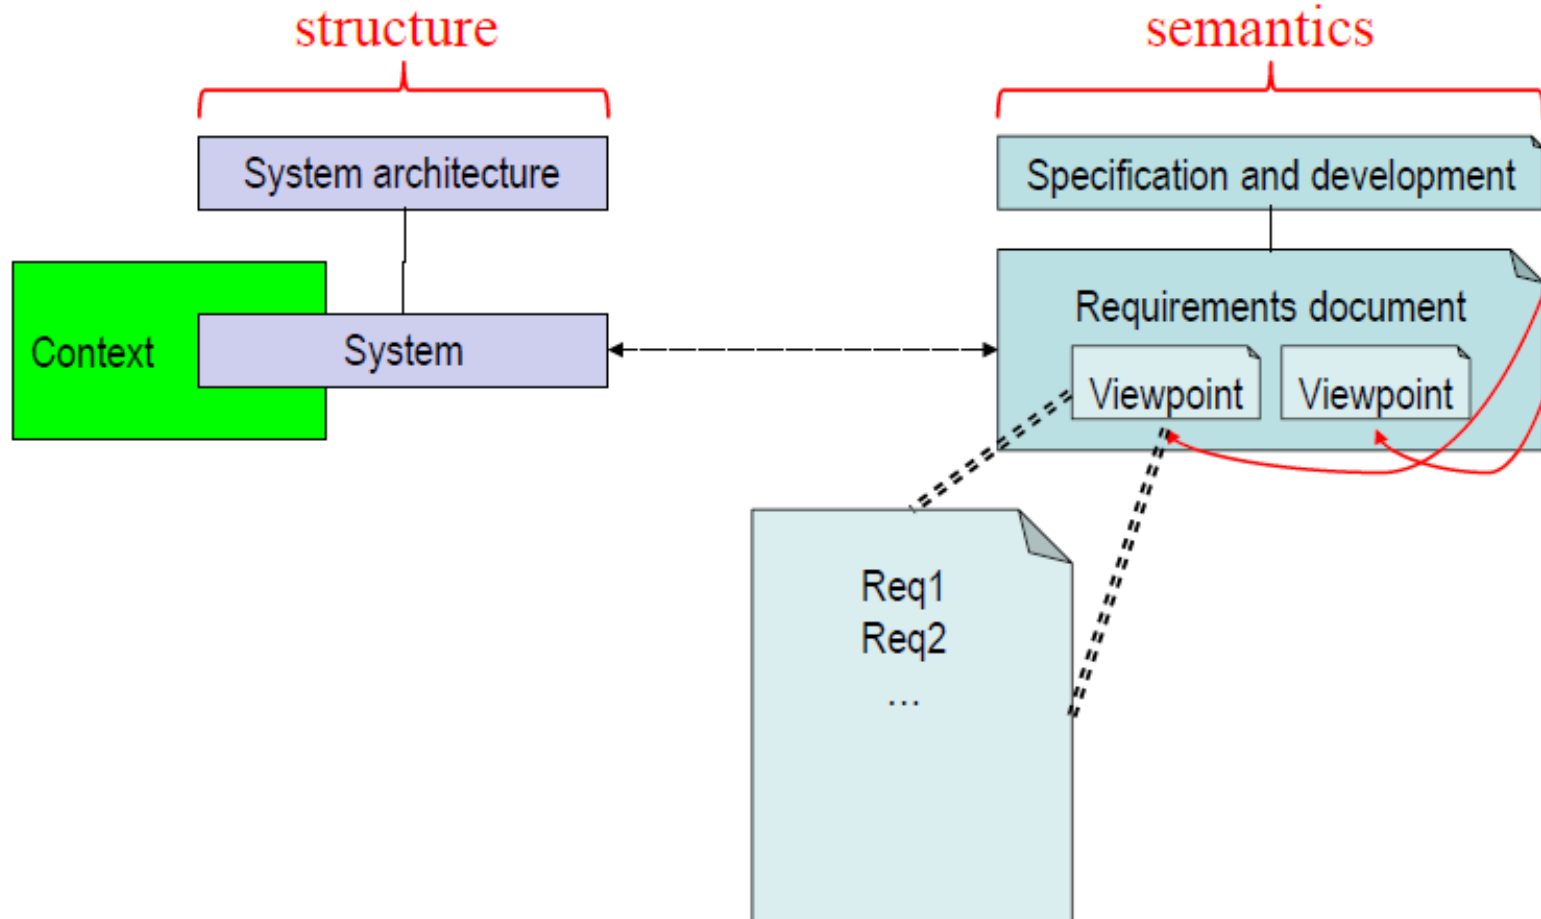 structure
semantics
System architecture
Specification and development
Context
System
Requirements document
Viewpoint
Viewpoint
Req1
Req2
...